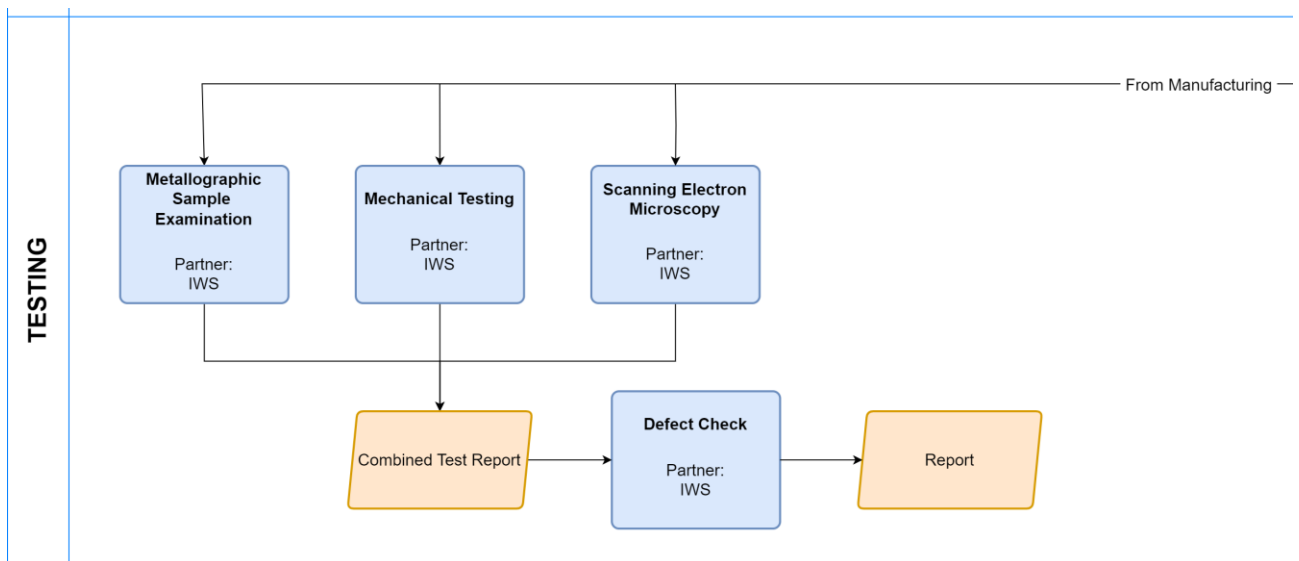 From Manufacturing
TESTING
Metallographic
Sample
Examination
Partner:
IWS
Mechanical Testing
Partner:
IWS
Scanning Electron
Microscopy
Partner:
IWS
Combined Test Report
Defect Check
Partner:
IWS
Report